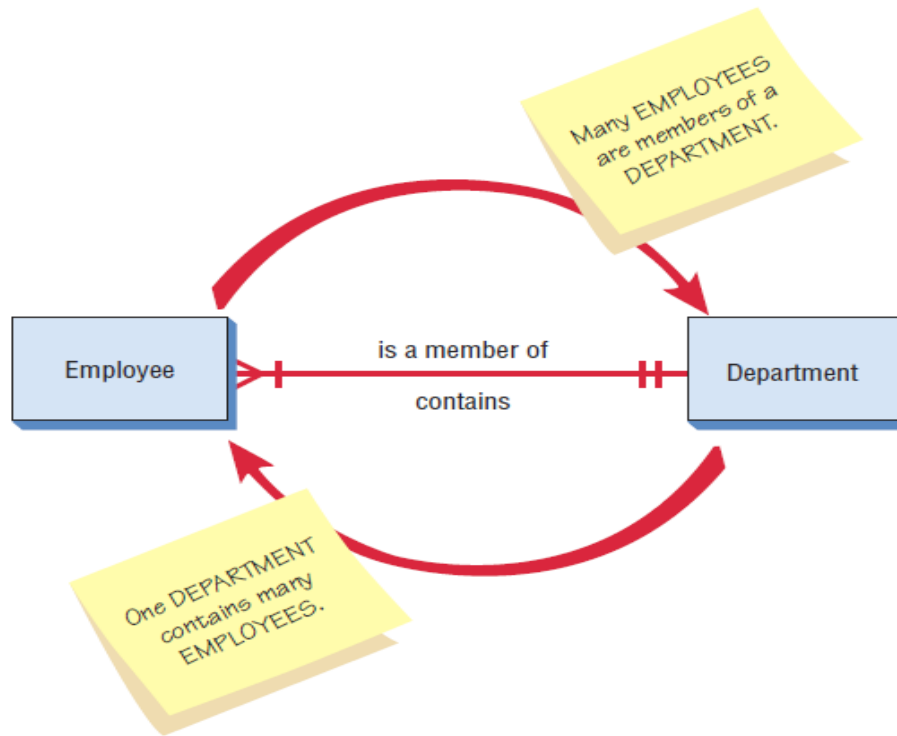 Many EMPLOYEES
are members of a
DEPARTMENT.
Employee
is a member of
contains
Department
One DEPARTMENT
contains many
EMPLOYEES.